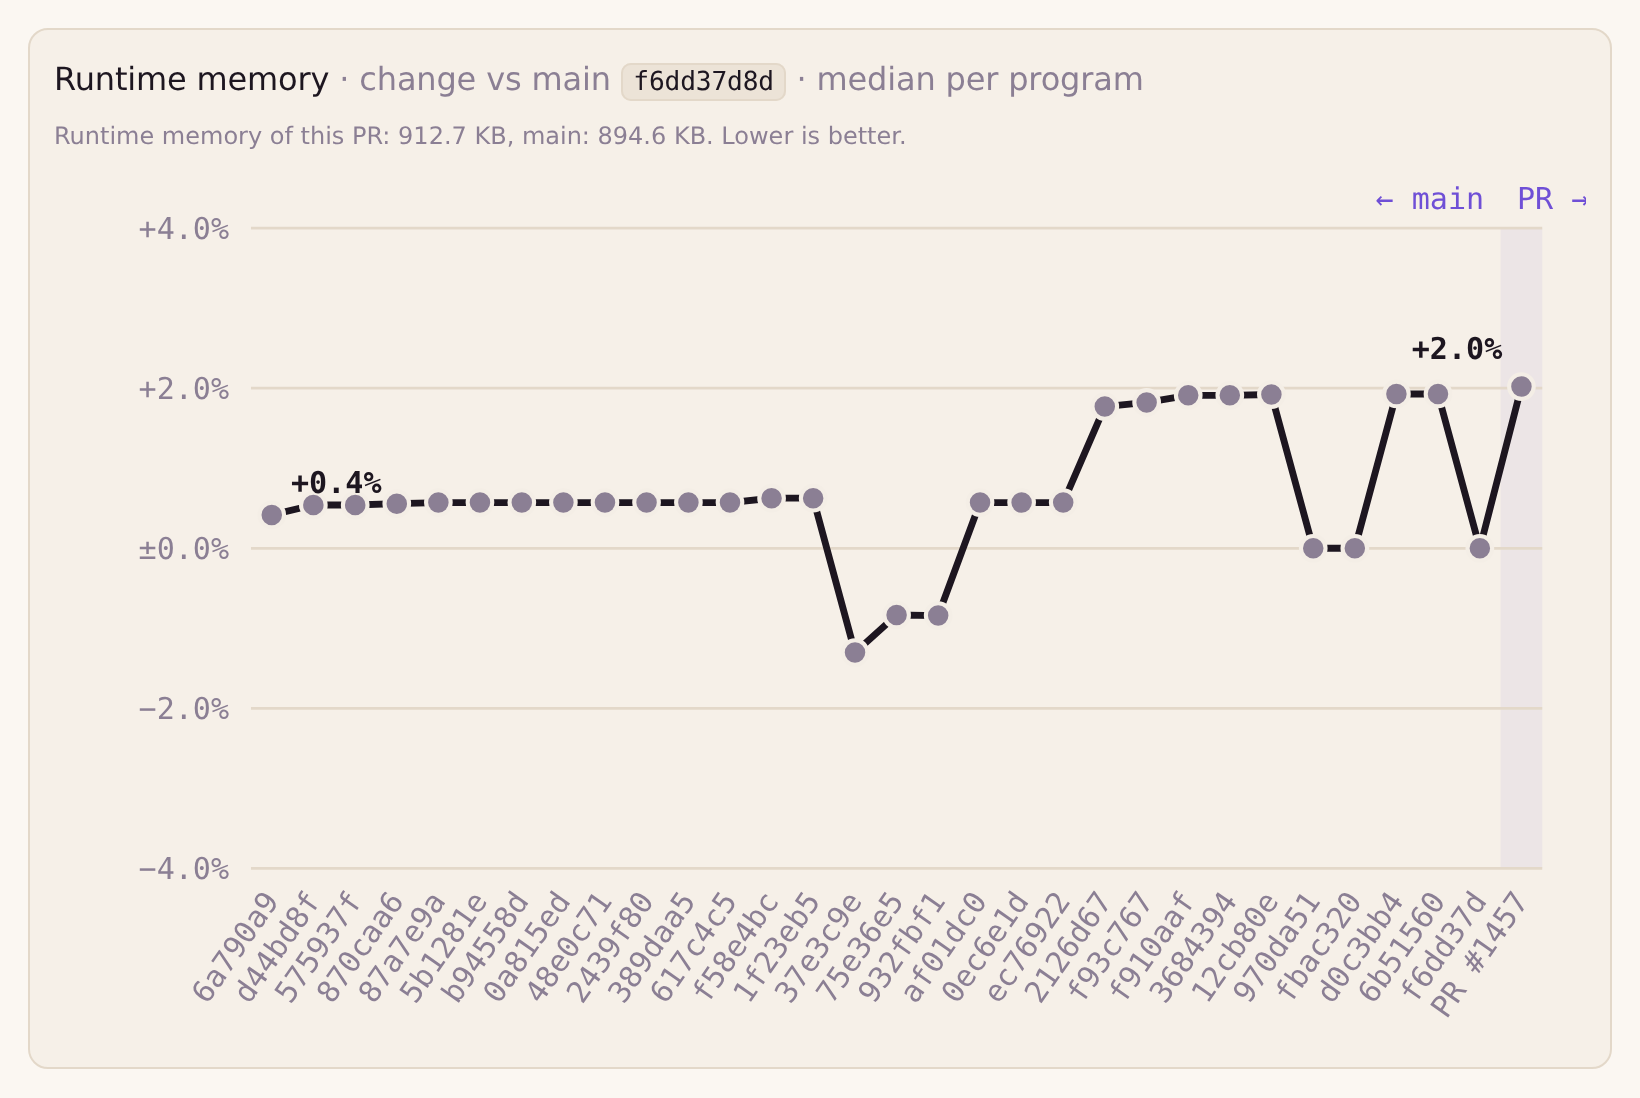 Runtime memory · change vs main f6dd37d8d · median per program
Runtime memory of this PR: 912.7 KB, main: 894.6 KB. Lower is better.
← main PR →
+4.0%
+2.0%
±0.0%
−2.0%
−4.0%
+0.4%
+2.0%
6a790a9
d44bd8f
575937f
870caa6
87a7e9a
5b1281e
b94558d
0a815ed
48e0c71
2439f80
389daa5
617c4c5
f58e4bc
1f23eb5
37e3c9e
75e36e5
932fbf1
af01dc0
0ec6e1d
ec76922
2126d67
f93c767
f910aaf
3684394
12cb80e
970da51
fbac320
d0c3bb4
6b51560
f6dd37d
PR #1457